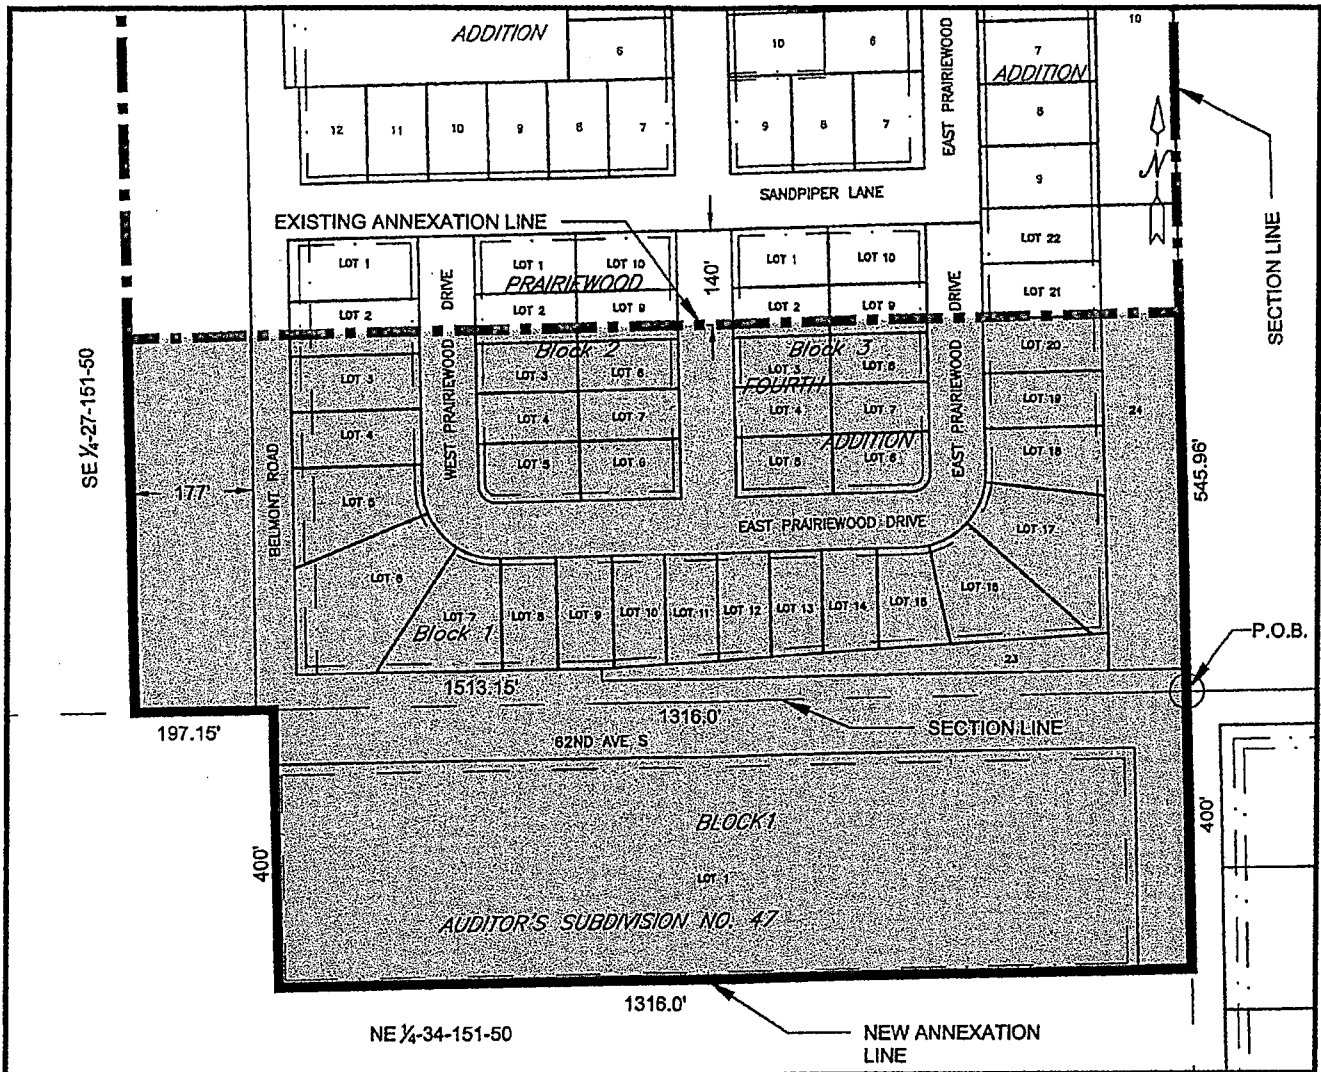 ADDITION
6
10
6
7
10
ADDITION
12
11
10
9
8
7
9
8
7
8
EAST PRAIRIEWOOD
N
9
SANDPIPER LANE
SECTION LINE
EXISTING ANNEXATION LINE
LOT 22
LOT 1
LOT 1
LOT 10
LOT 1
LOT 10
PRAIRIEWOOD
DRIVE
140'
DRIVE
LOT 21
LOT 2
LOT 2
LOT 9
LOT 2
LOT 9
Block 2
Block 3
LOT 20
SE ¼-27-151-50
LOT 3
LOT 3
LOT 8
LOT 3
LOT 8
FOURTH
LOT 19
24
WEST PRAIRIEWOOD
EAST PRAIRIEWOOD
LOT 4
LOT 4
LOT 7
LOT 4
LOT 7
ADDITION
LOT 18
LOT 5
LOT 6
LOT 5
LOT 6
545.96'
177'
BELMONT ROAD
LOT 5
EAST PRAIRIEWOOD DRIVE
LOT 17
LOT 6
LOT 7
LOT 8
LOT 9
LOT 10
LOT 11
LOT 12
LOT 13
LOT 14
LOT 15
LOT 16
Block 1
P.O.B.
23
1513.15'
1316.0'
SECTION LINE
197.15'
62ND AVE S
BLOCK1
400'
400'
LOT 1
AUDITOR'S SUBDIVISION NO. 47
1316.0'
NE ¼-34-151-50
NEW ANNEXATION
LINE